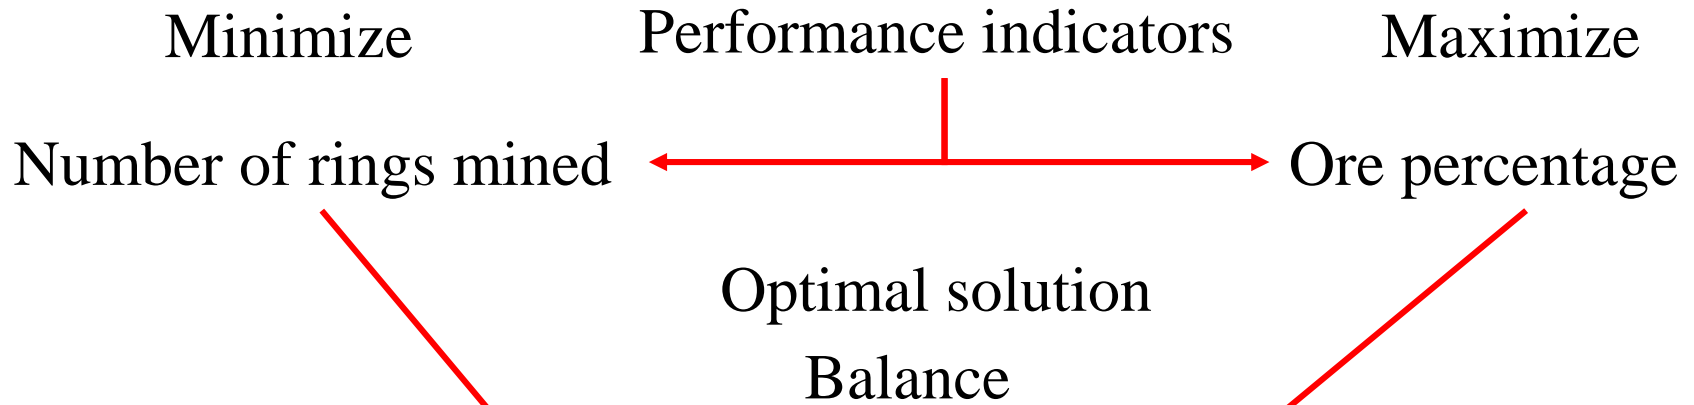 Minimize
Performance indicators
Maximize
Number of rings mined
Ore percentage
Optimal solution
Balance